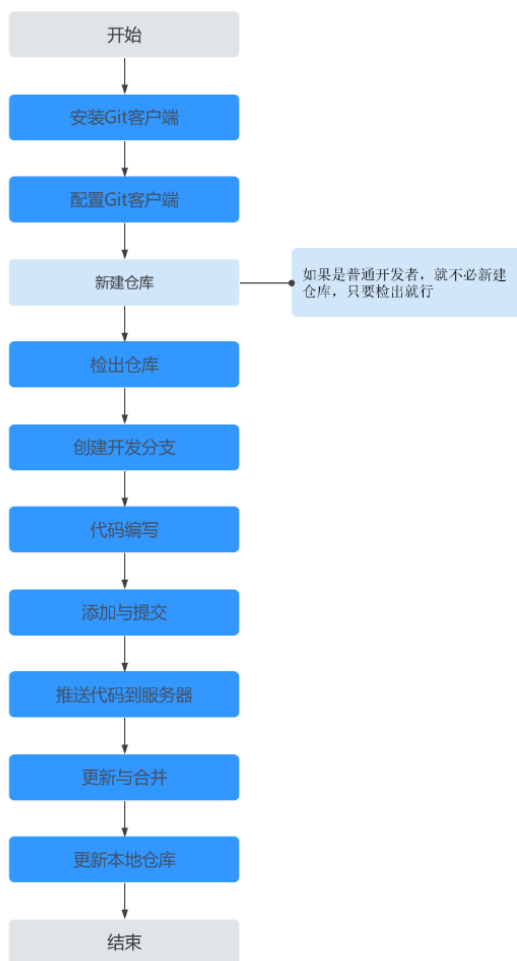 开始
安装Git客户端
配置Git客户端
新建仓库
如果是普通开发者，就不必新建
仓库，只要检出就行
检出仓库
创建开发分支
代码编写
添加与提交
推送代码到服务器
更新与合并
更新本地仓库
结束